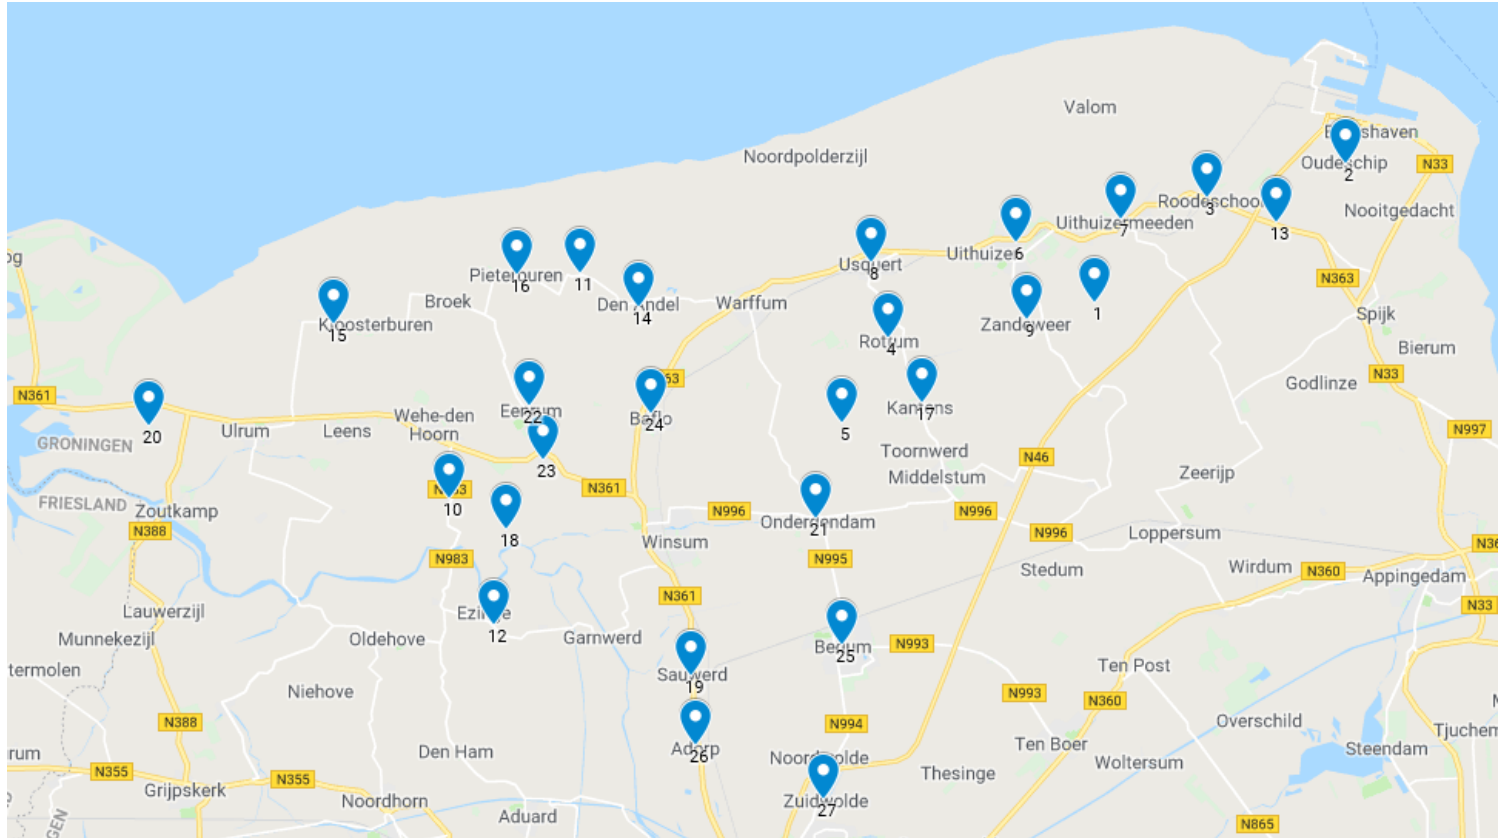 Valom
Eemshaven
Noordpolderzijl
Oudeschip
N33
2
Roodeschool
3
Nooitgedacht
Uithuizermeeden
7
13
Uithuizen
6
Usquert
8
Pieterburen
16
11
N363
Den Andel
14
Broek
Warffum
1
Zandeweer
9
Spijk
Kloosterburen
15
Rottum
4
Bierum
N33
Godlinze
63
N361
Kantens
17
Eenrum
22
Baflo
24
Wehe-den
Hoorn
Ulrum
Leens
20
5
N997
GRONINGEN
Toornwerd
N46
23
Middelstum
Zeerijp
N361
10
FRIESLAND
Zoutkamp
N996
N996
Onderdendam
21
N388
18
Winsum
N996
Loppersum
N983
N995
Stedum
Wirdum
N360
Appingedam
N361
N33
Lauwerzijl
Ezinge
12
Munnekezijl
Oldehove
Garnwerd
Bedum
25
N993
termolen
Sauwerd
19
Ten Post
Niehove
N993
N360
N388
N994
Overschild
Tjuchem
Adorp
26
Den Ham
Noordwolde
Ten Boer
Steendam
rum
Woltersum
N355
N355
Thesinge
Grijpskerk
Noordhorn
Zuidwolde
27
Aduard
N865
GEN